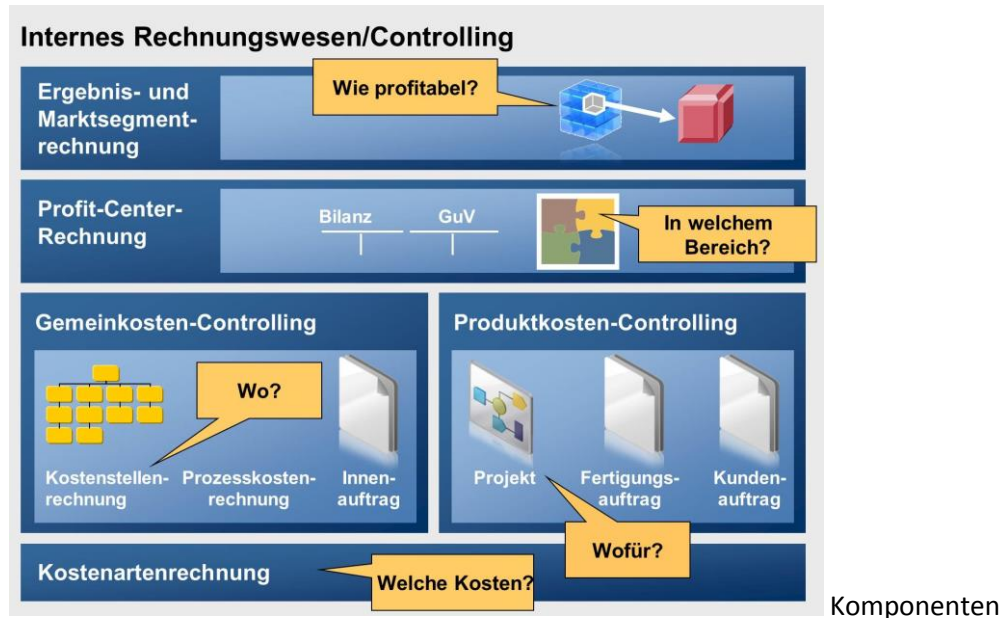 Internes Rechnungswesen/Controlling
Ergebnis- und
Marktsegment-
rechnung
Wie profitabel?
Profit-Center-
Rechnung
Bilanz
GuV
In welchem
Bereich?
Gemeinkosten-Controlling
Wo?
Kostenstellen-
rechnung
Prozesskosten-
rechnung
Innen-
auftrag
Produktkosten-Controlling
Projekt
Fertigungs-
auftrag
Kunden-
auftrag
Wofür?
Kostenartenrechnung
Welche Kosten?
Komponenten